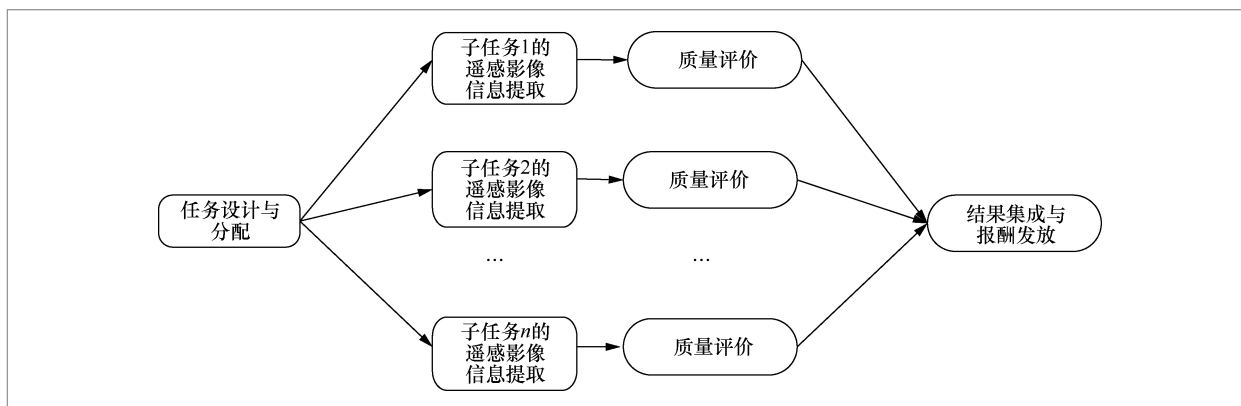 子任务1的
遥感影像
信息提取
质量评价
子任务2的
遥感影像
信息提取
质量评价
任务设计与
分配
结果集成与
报酬发放
…
…
子任务n的
遥感影像
信息提取
质量评价